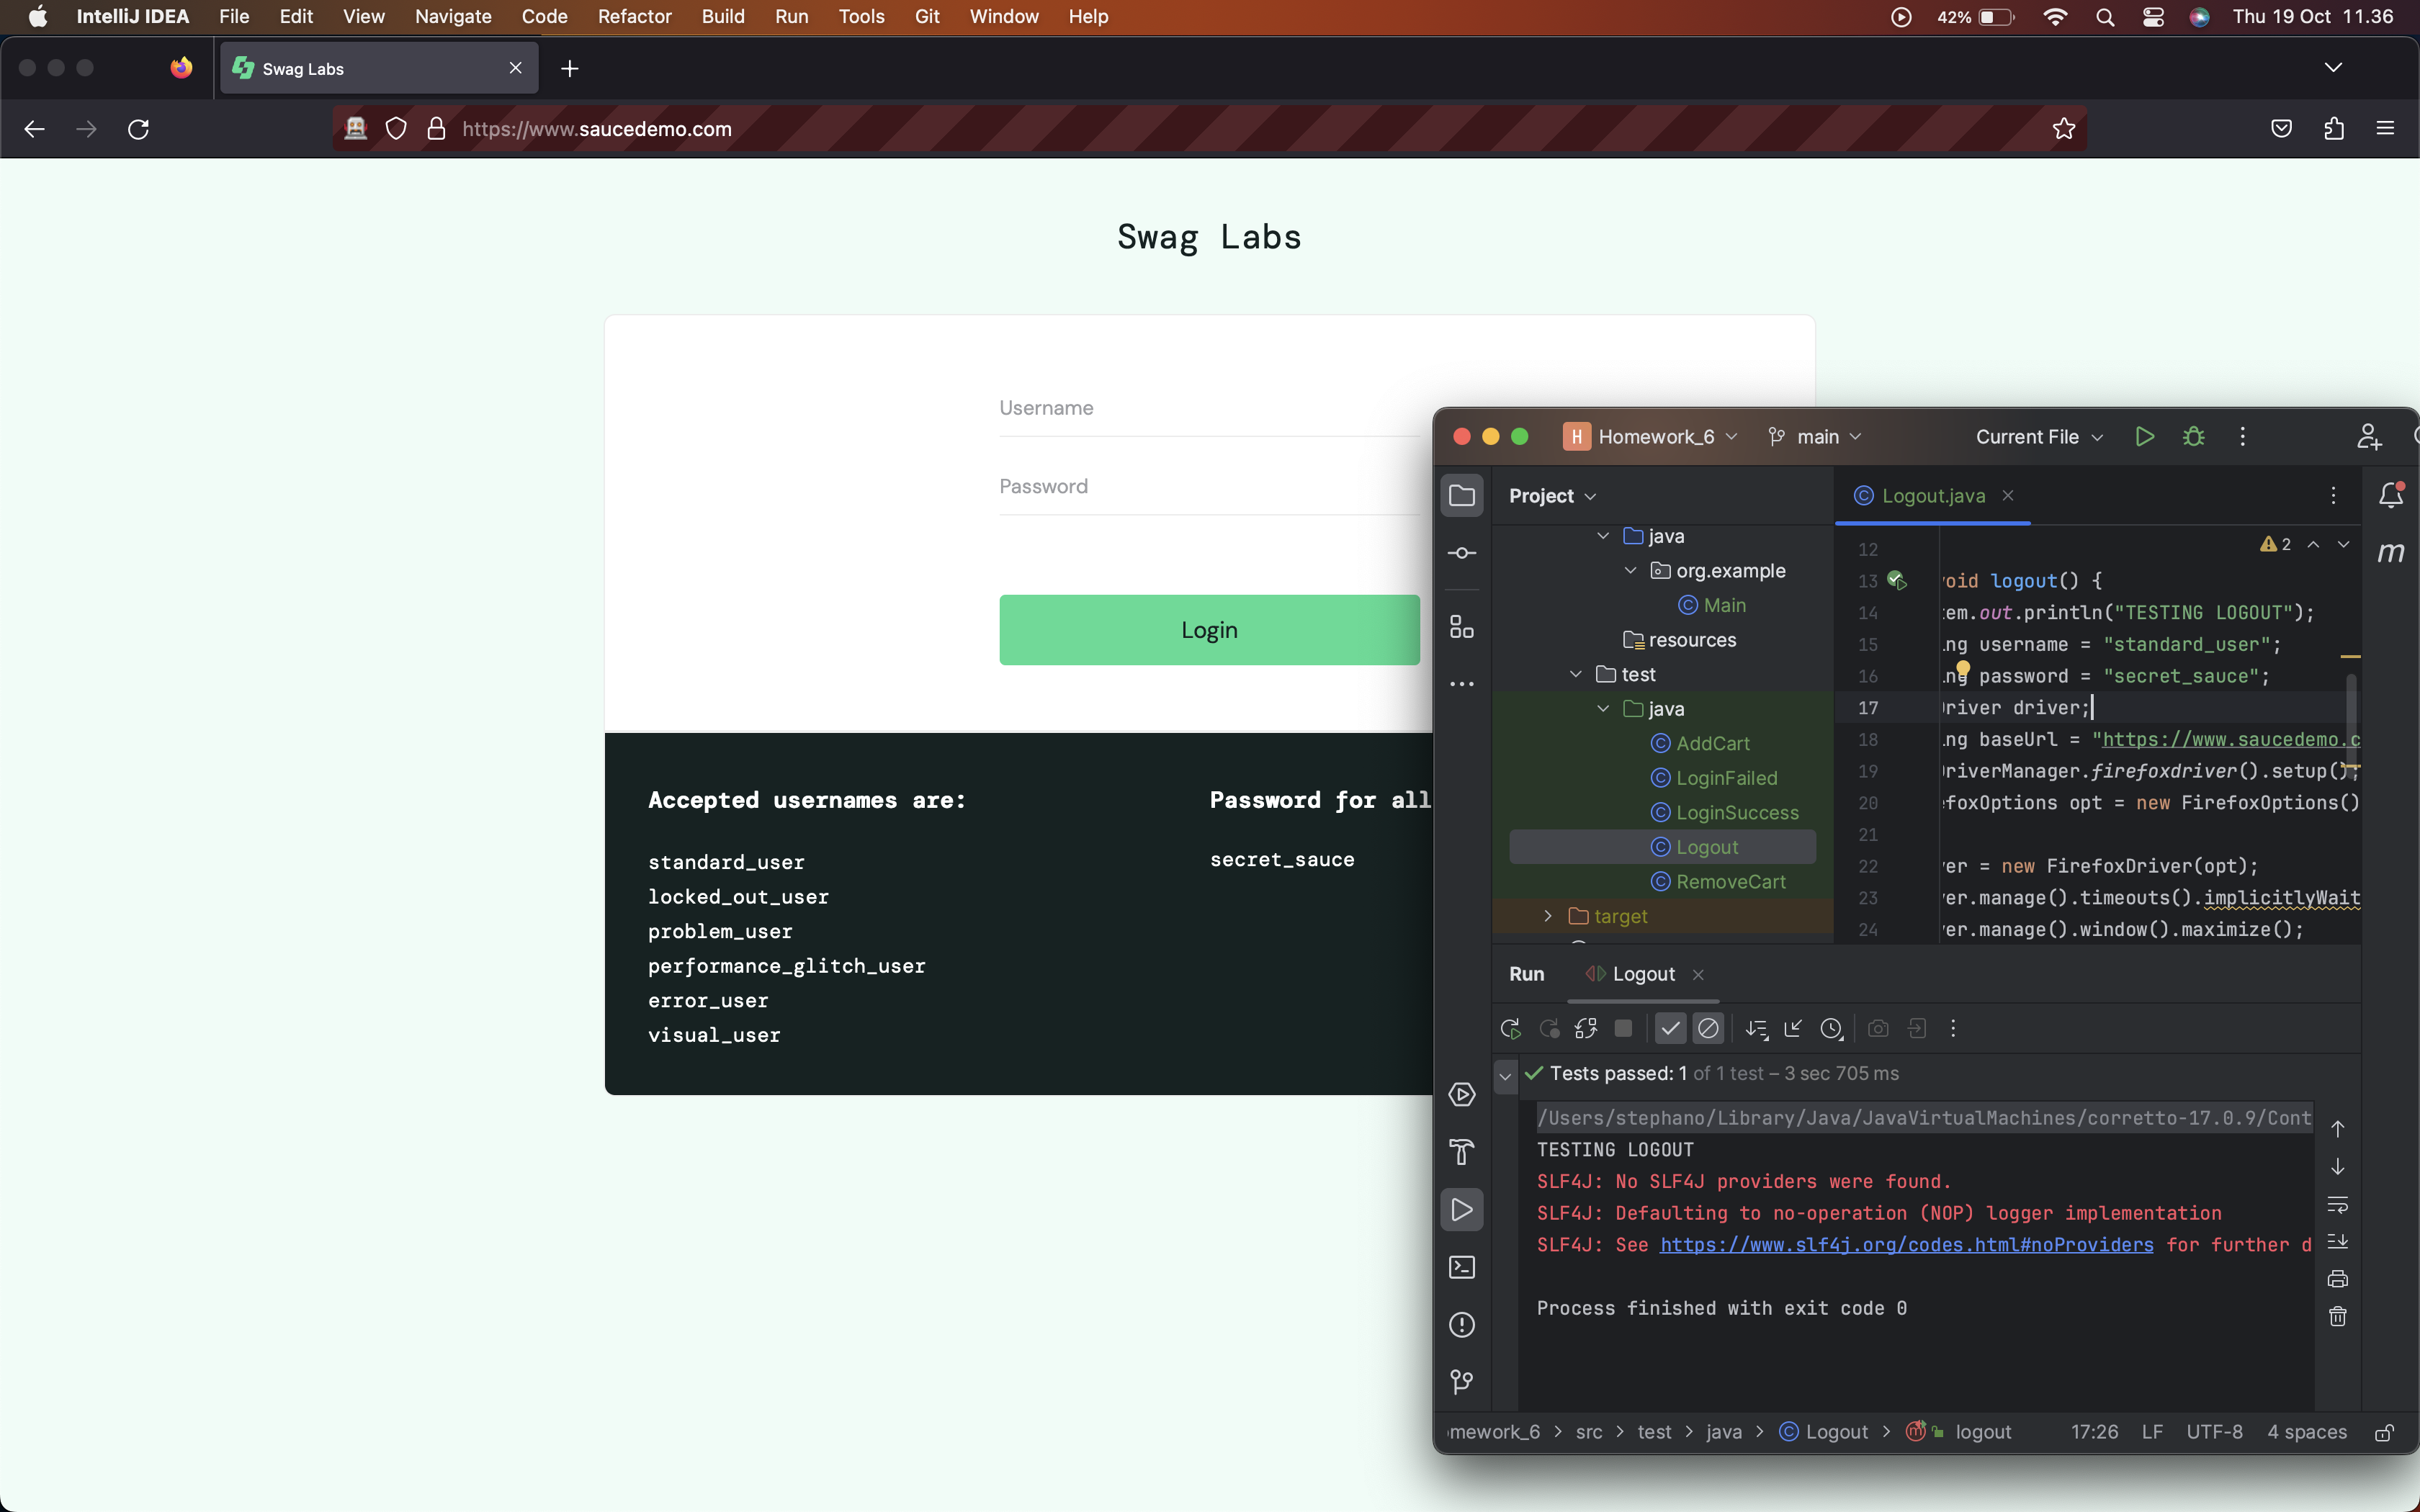 IntelliJ IDEA File Edit View Navigate Code Refactor Build Run Tools Git Window Help 42% Thu 19 Oct 11.36
Swag Labs
https://www.saucedemo.com
Swag Labs
Username
Password
Login
Accepted usernames are:
standard_user
locked_out_user
problem_user
performance_glitch_user
error_user
visual_user
Password for all
secret_sauce
H Homework_6 main Current File
Project
java
org.example
Main
resources
test
java
AddCart
LoginFailed
LoginSuccess
Logout
RemoveCart
target
Logout.java
2
12
13 oid logout() {
14 tem.out.println("TESTING LOGOUT");
15 ng username = "standard_user";
16 ng password = "secret_sauce";
17 Driver driver;
18 ng baseUrl = "https://www.saucedemo.c
19 DriverManager.firefoxdriver().setup();
20 efoxOptions opt = new FirefoxOptions()
21
22 ver = new FirefoxDriver(opt);
23 ver.manage().timeouts().implicitlyWait
24 ver.manage().window().maximize();
m
Run Logout
Tests passed: 1 of 1 test – 3 sec 705 ms
/Users/stephano/Library/Java/JavaVirtualMachines/corretto-17.0.9/Cont
TESTING LOGOUT
SLF4J: No SLF4J providers were found.
SLF4J: Defaulting to no-operation (NOP) logger implementation
SLF4J: See https://www.slf4j.org/codes.html#noProviders for further d
Process finished with exit code 0
mework_6 > src > test > java > Logout > logout 17:26 LF UTF-8 4 spaces